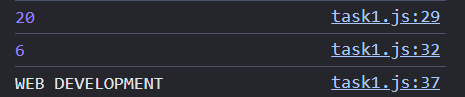 20 task1.js:29
6 task1.js:32
WEB DEVELOPMENT task1.js:37